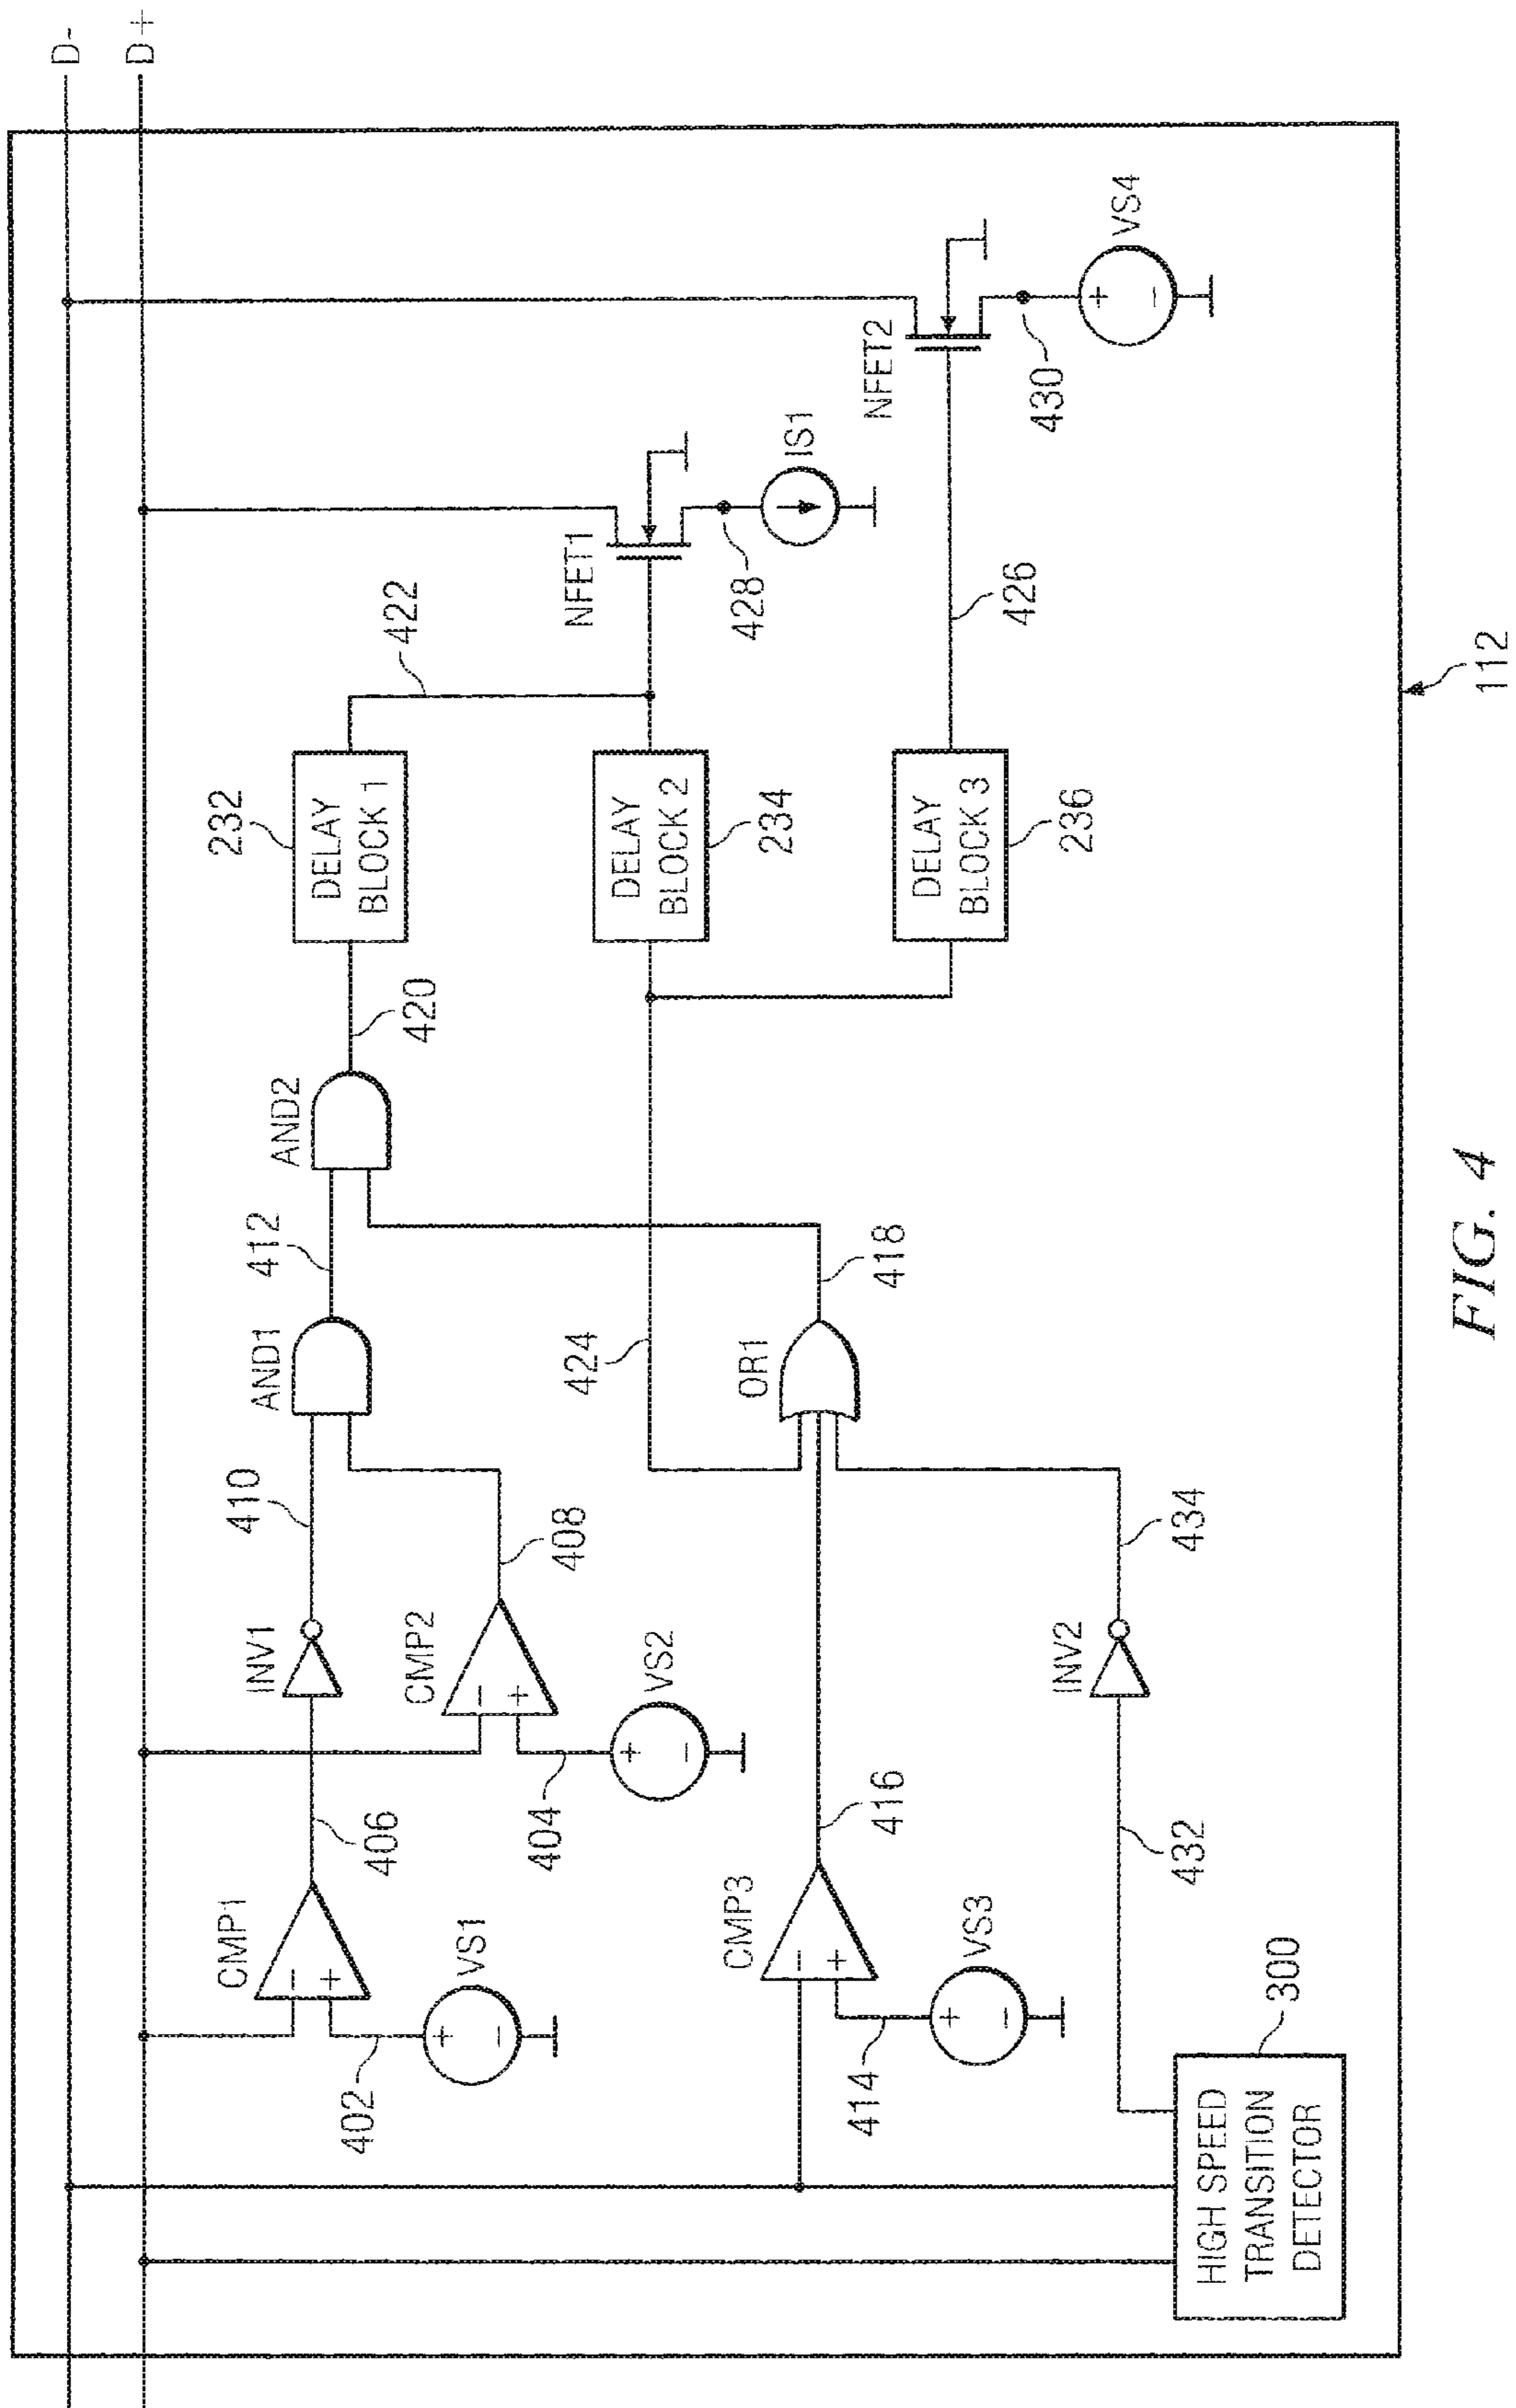 D-
D+
CMP1
-
+
402
VS1
+
-
406
INV1
410
CMP2
-
+
404
VS2
+
-
408
AND1
412
AND2
420
232
DELAY
BLOCK 1
422
CMP3
-
+
414
VS3
+
-
416
OR1
424
418
DELAY
BLOCK 2
234
NFET1
428
IS1
HIGH SPEED
TRANSITION
DETECTOR
300
432
INV2
434
DELAY
BLOCK 3
236
426
NFET2
430
VS4
+
-
112
FIG. 4